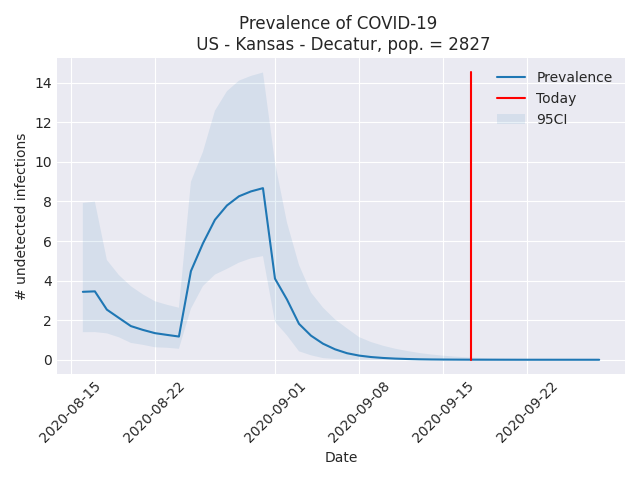 Prevalence of COVID-19
US - Kansas - Decatur, pop. = 2827
Prevalence
Today
95CI
14
12
10
8
6
4
2
0
# undetected infections
2020-08-15
2020-08-22
2020-09-01
2020-09-08
2020-09-15
2020-09-22
Date